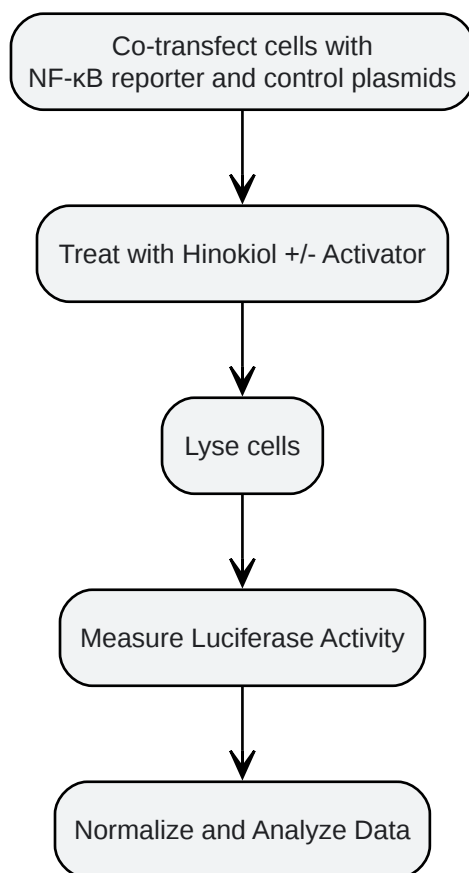 Co-transfect cells with
NF-κB reporter and control plasmids
Treat with Hinokiol +/- Activator
Lyse cells
Measure Luciferase Activity
Normalize and Analyze Data